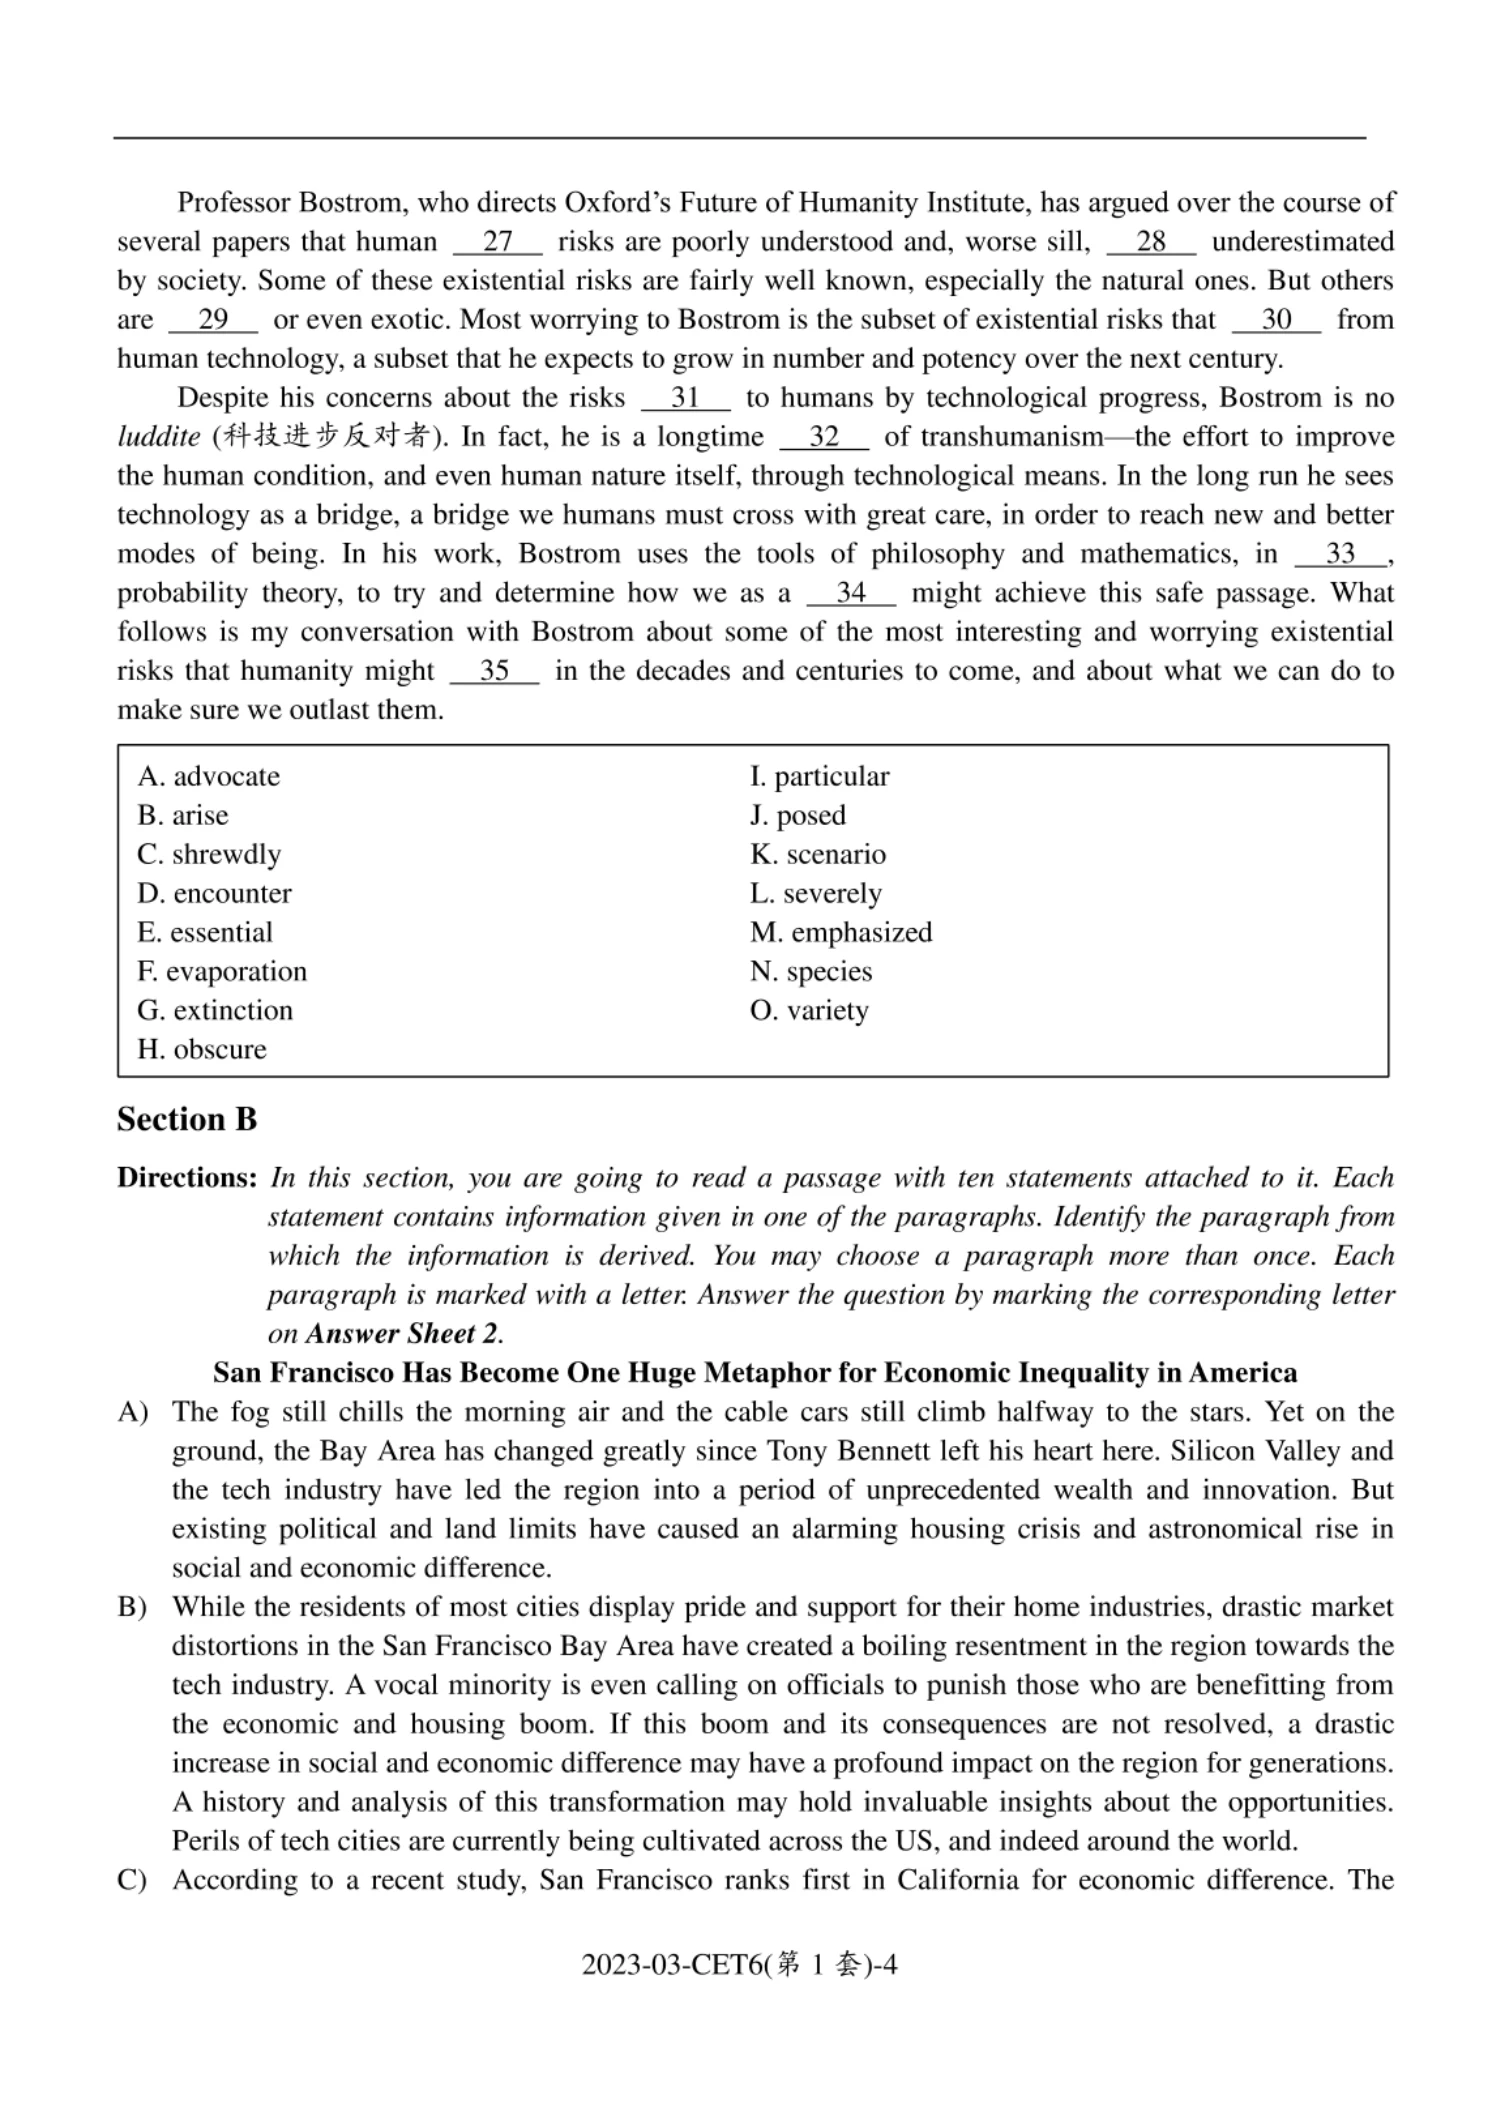 Professor Bostrom, who directs Oxford’s Future of Humanity Institute, has argued over the course of
several papers that human 27 risks are poorly understood and, worse sill, 28 underestimated
by society. Some of these existential risks are fairly well known, especially the natural ones. But others
are 29 or even exotic. Most worrying to Bostrom is the subset of existential risks that 30 from
human technology, a subset that he expects to grow in number and potency over the next century.
Despite his concerns about the risks 31 to humans by technological progress, Bostrom is no
luddite (科技进步反对者). In fact, he is a longtime 32 of transhumanism—the effort to improve
the human condition, and even human nature itself, through technological means. In the long run he sees
technology as a bridge, a bridge we humans must cross with great care, in order to reach new and better
modes of being. In his work, Bostrom uses the tools of philosophy and mathematics, in 33,
probability theory, to try and determine how we as a 34 might achieve this safe passage. What
follows is my conversation with Bostrom about some of the most interesting and worrying existential
risks that humanity might 35 in the decades and centuries to come, and about what we can do to
make sure we outlast them.
A. advocate
B. arise
C. shrewdly
D. encounter
E. essential
F. evaporation
G. extinction
H. obscure
I. particular
J. posed
K. scenario
L. severely
M. emphasized
N. species
O. variety
Section B
Directions: In this section, you are going to read a passage with ten statements attached to it. Each
statement contains information given in one of the paragraphs. Identify the paragraph from
which the information is derived. You may choose a paragraph more than once. Each
paragraph is marked with a letter. Answer the question by marking the corresponding letter
on Answer Sheet 2.
San Francisco Has Become One Huge Metaphor for Economic Inequality in America
A) The fog still chills the morning air and the cable cars still climb halfway to the stars. Yet on the
ground, the Bay Area has changed greatly since Tony Bennett left his heart here. Silicon Valley and
the tech industry have led the region into a period of unprecedented wealth and innovation. But
existing political and land limits have caused an alarming housing crisis and astronomical rise in
social and economic difference.
B) While the residents of most cities display pride and support for their home industries, drastic market
distortions in the San Francisco Bay Area have created a boiling resentment in the region towards the
tech industry. A vocal minority is even calling on officials to punish those who are benefitting from
the economic and housing boom. If this boom and its consequences are not resolved, a drastic
increase in social and economic difference may have a profound impact on the region for generations.
A history and analysis of this transformation may hold invaluable insights about the opportunities.
Perils of tech cities are currently being cultivated across the US, and indeed around the world.
C) According to a recent study, San Francisco ranks first in California for economic difference. The
2023-03-CET6(第 1 套)-4